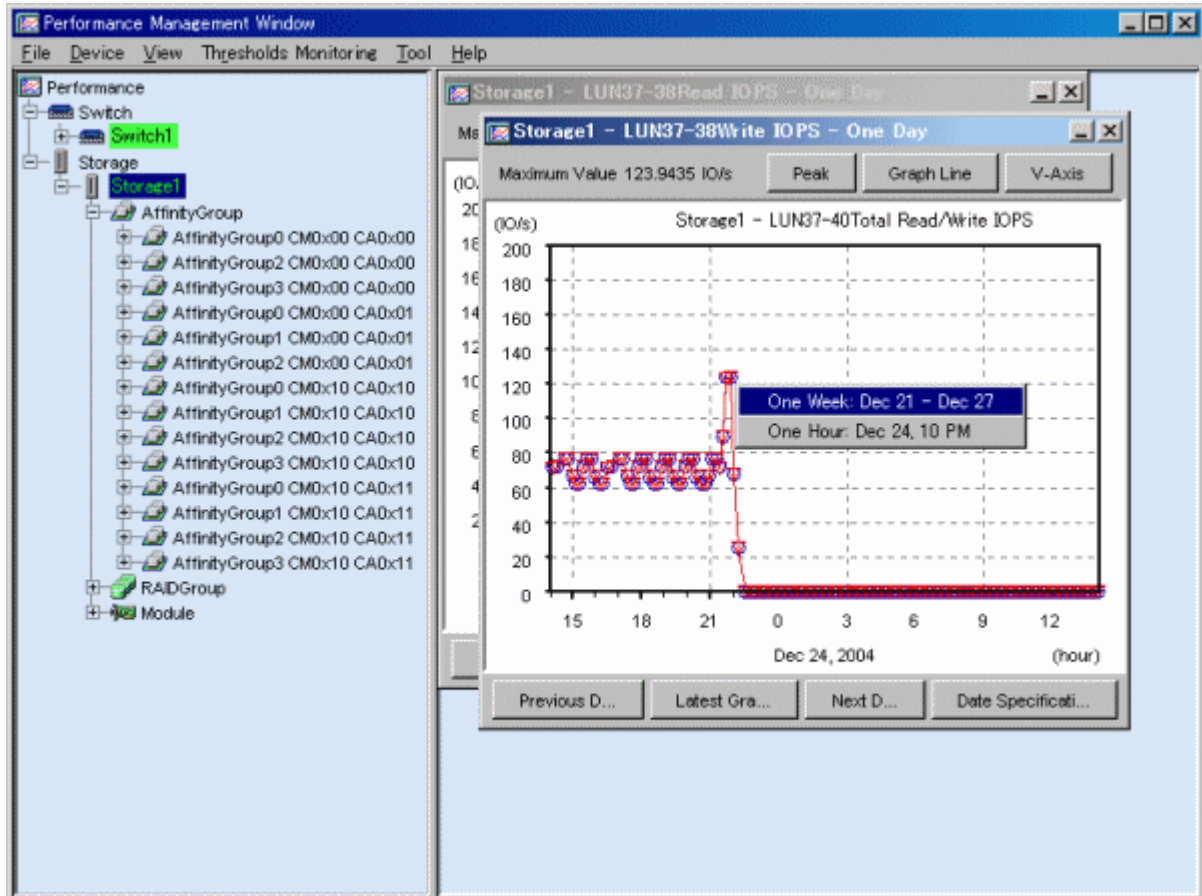 Performance Management Window
File Device View Thresholds Monitoring Tool Help
Performance
Switch
Switch1
Storage
Storage1
AffinityGroup
AffinityGroup0 CM0x00 CA0x00
AffinityGroup2 CM0x00 CA0x00
AffinityGroup3 CM0x00 CA0x00
AffinityGroup0 CM0x00 CA0x01
AffinityGroup1 CM0x00 CA0x01
AffinityGroup2 CM0x00 CA0x01
AffinityGroup0 CM0x10 CA0x10
AffinityGroup1 CM0x10 CA0x10
AffinityGroup2 CM0x10 CA0x10
AffinityGroup3 CM0x10 CA0x10
AffinityGroup0 CM0x10 CA0x11
AffinityGroup1 CM0x10 CA0x11
AffinityGroup2 CM0x10 CA0x11
AffinityGroup3 CM0x10 CA0x11
RAIDGroup
Module
Storage1 - LUN37-38Read IOPS - One Day
Storage1 - LUN37-38Write IOPS - One Day
Maximum Value 123.9435 IO/s Peak Graph Line V-Axis
(IO/s) Storage1 - LUN37-40Total Read/Write IOPS
200
180
160
140
120
100
80
60
40
20
0
One Week: Dec 21 - Dec 27
One Hour: Dec 24, 10 PM
15 18 21 0 3 6 9 12
Dec 24, 2004 (hour)
Previous D... Latest Gra... Next D... Date Specificati...